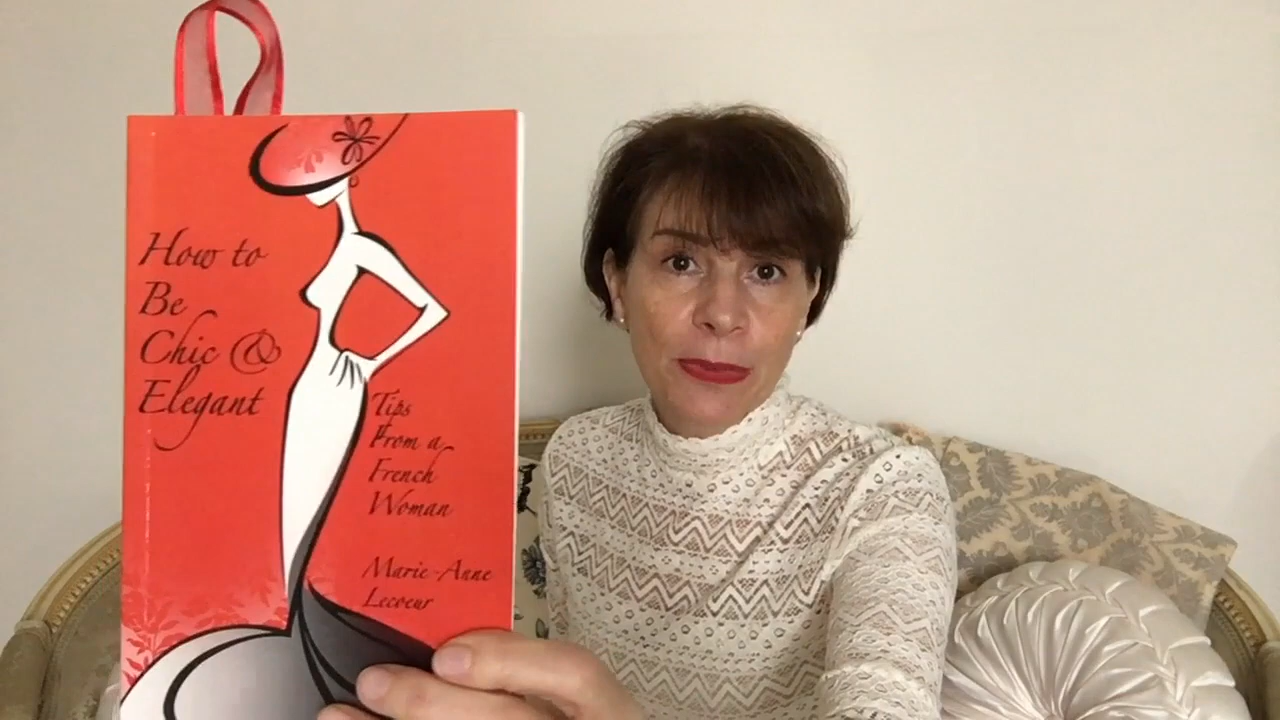 How to
Be
Chic &
Elegant
Tips
From a
French
Woman
Marie-Anne
Lecoeur